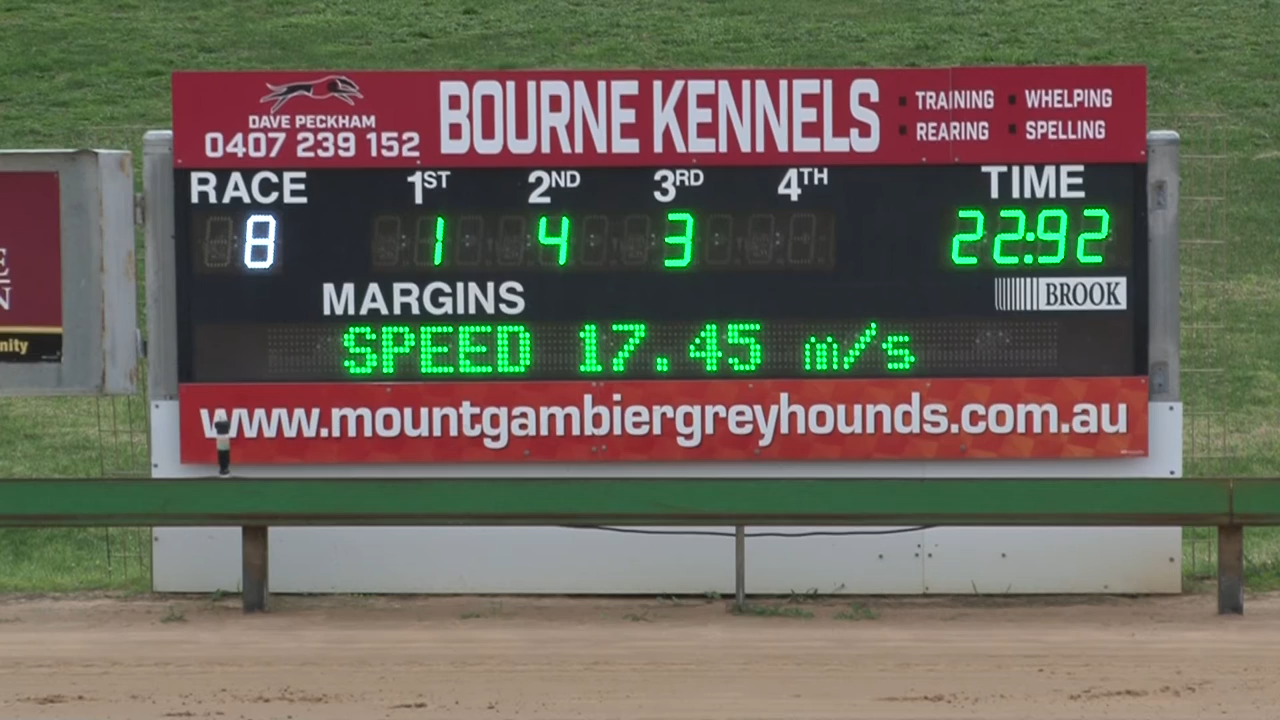 DAVE PECKHAM
0407 239 152
BOURNE KENNELS
TRAINING WHELPING
REARING SPELLING
RACE 1ST 2ND 3RD 4TH TIME
8 1 4 3 22:92
MARGINS
BROOK
SPEED 17.45 m/s
www.mountgambiergreyhounds.com.au
E
N
nity